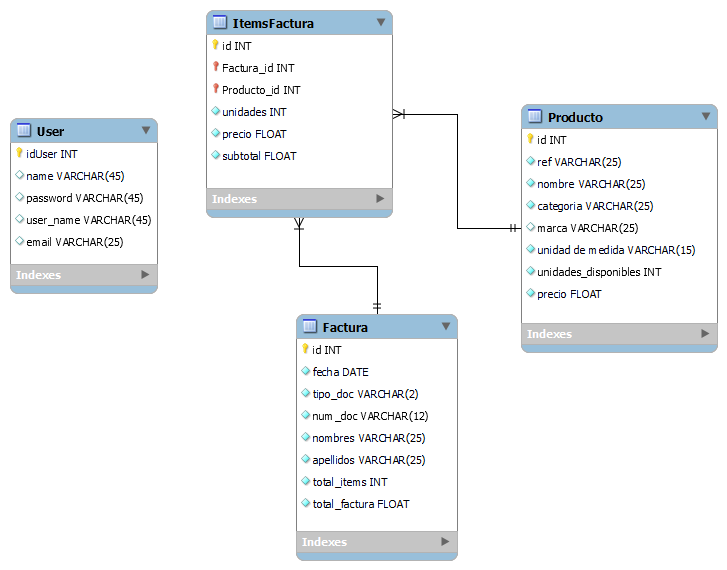 ItemsFactura
id INT
Factura_id INT
Producto_id INT
unidades INT
precio FLOAT
subtotal FLOAT
Indexes
User
idUser INT
name VARCHAR(45)
password VARCHAR(45)
user_name VARCHAR(45)
email VARCHAR(25)
Indexes
Producto
id INT
ref VARCHAR(25)
nombre VARCHAR(25)
categoria VARCHAR(25)
marca VARCHAR(25)
unidad de medida VARCHAR(15)
unidades_disponibles INT
precio FLOAT
Indexes
Factura
id INT
fecha DATE
tipo_doc VARCHAR(2)
num_doc VARCHAR(12)
nombres VARCHAR(25)
apellidos VARCHAR(25)
total_items INT
total_factura FLOAT
Indexes